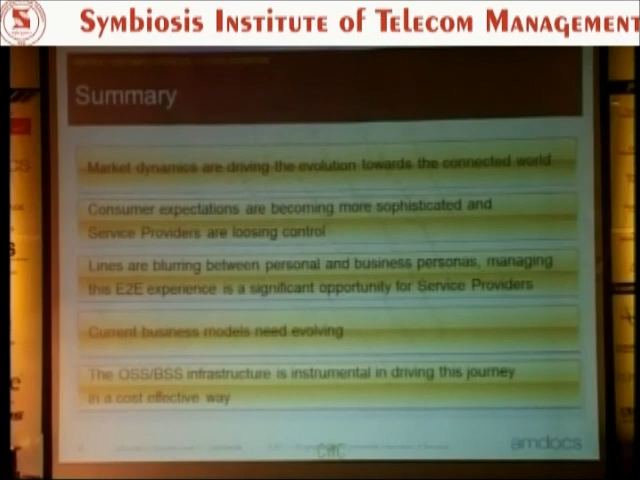 Symbiosis Institute of Telecom Management
Summary
Market dynamics are driving the evolution towards the connected world
Consumer expectations are becoming more sophisticated and
Service Providers are loosing control
Lines are blurring between personal and business personas, managing
this E2E experience is a significant opportunity for Service Providers
Current business models need evolving
The OSS/BSS infrastructure is instrumental in driving this journey
in a cost effective way
amdocs